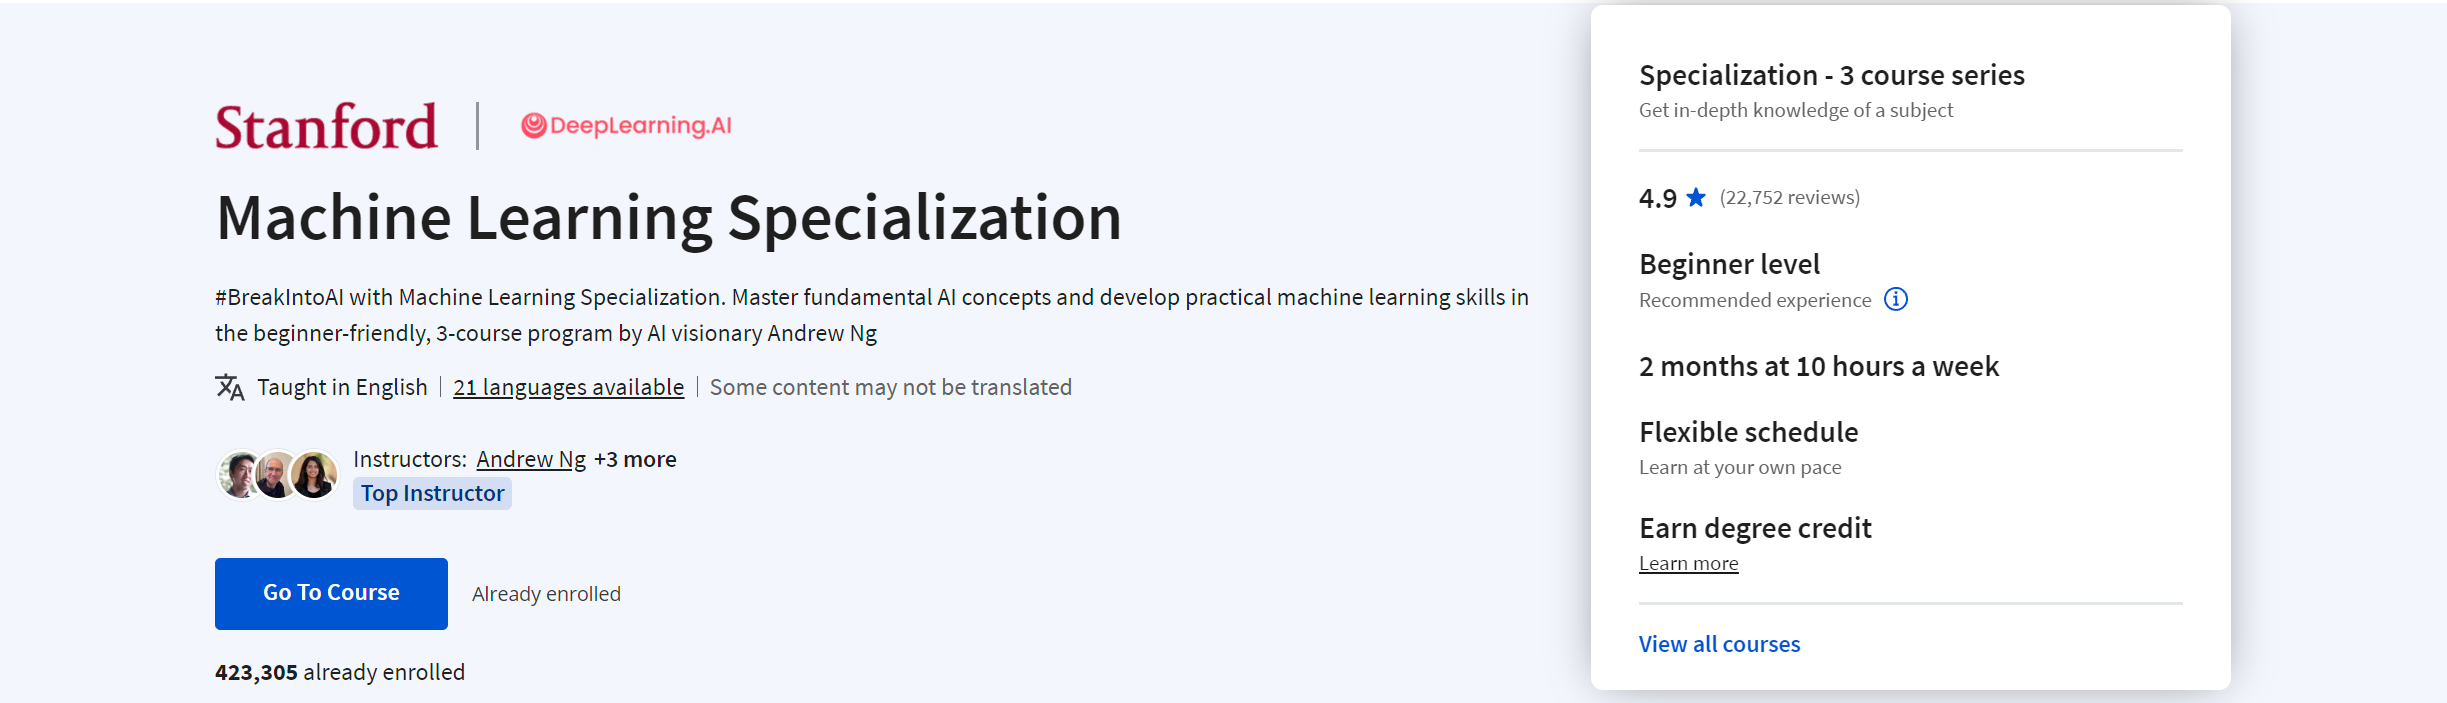 Stanford
DeepLearning.AI
Machine Learning Specialization
#BreakIntoAI with Machine Learning Specialization. Master fundamental AI concepts and develop practical machine learning skills in
the beginner-friendly, 3-course program by AI visionary Andrew Ng
Taught in English
21 languages available
Some content may not be translated
Instructors: Andrew Ng +3 more
Top Instructor
Go To Course
Already enrolled
423,305 already enrolled
Specialization - 3 course series
Get in-depth knowledge of a subject
4.9 ★ (22,752 reviews)
Beginner level
Recommended experience
2 months at 10 hours a week
Flexible schedule
Learn at your own pace
Earn degree credit
Learn more
View all courses